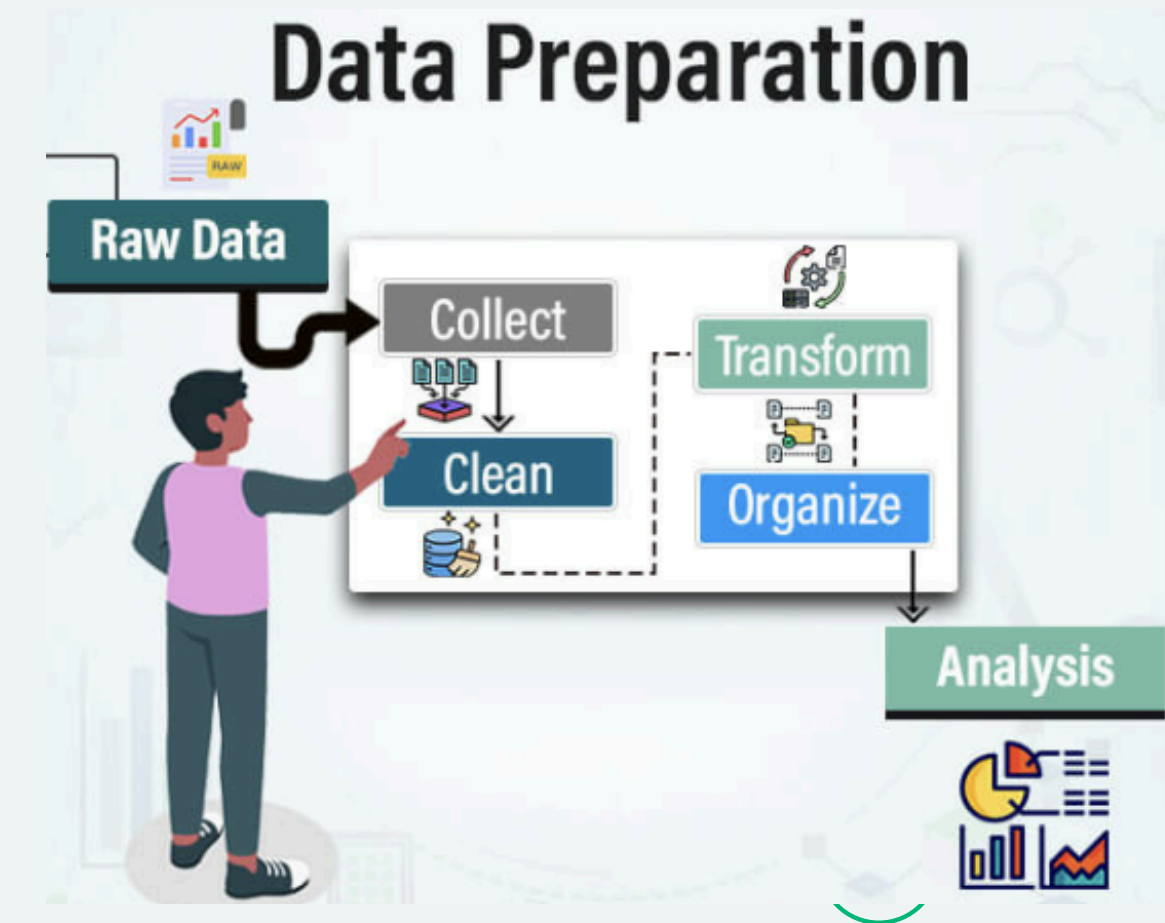 Data Preparation
RAW
Raw Data
Collect
Clean
Transform
Organize
Analysis